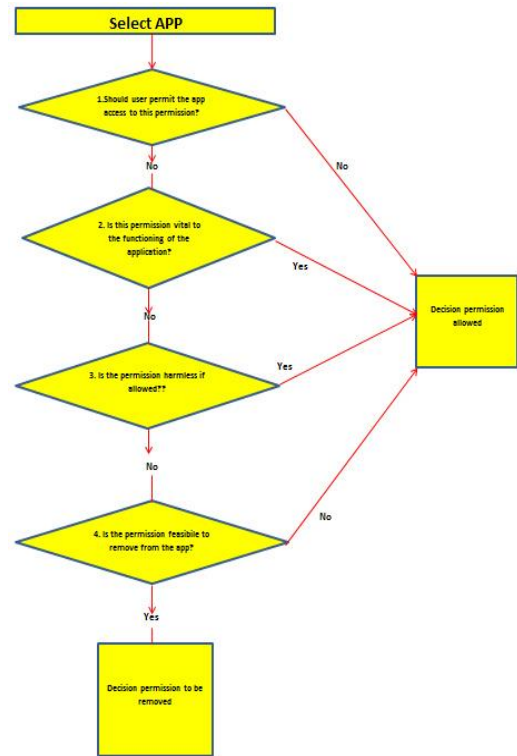 Select APP
1.Should user permit the app
access to this permission?
No
No
2. Is this permission vital to
the functioning of the
application?
Yes
Decision permission
allowed
No
3. Is the permission harmless if
allowed??
Yes
No
4. Is the permission feasibile to
remove from the app?
No
Yes
Decision permission to be
removed